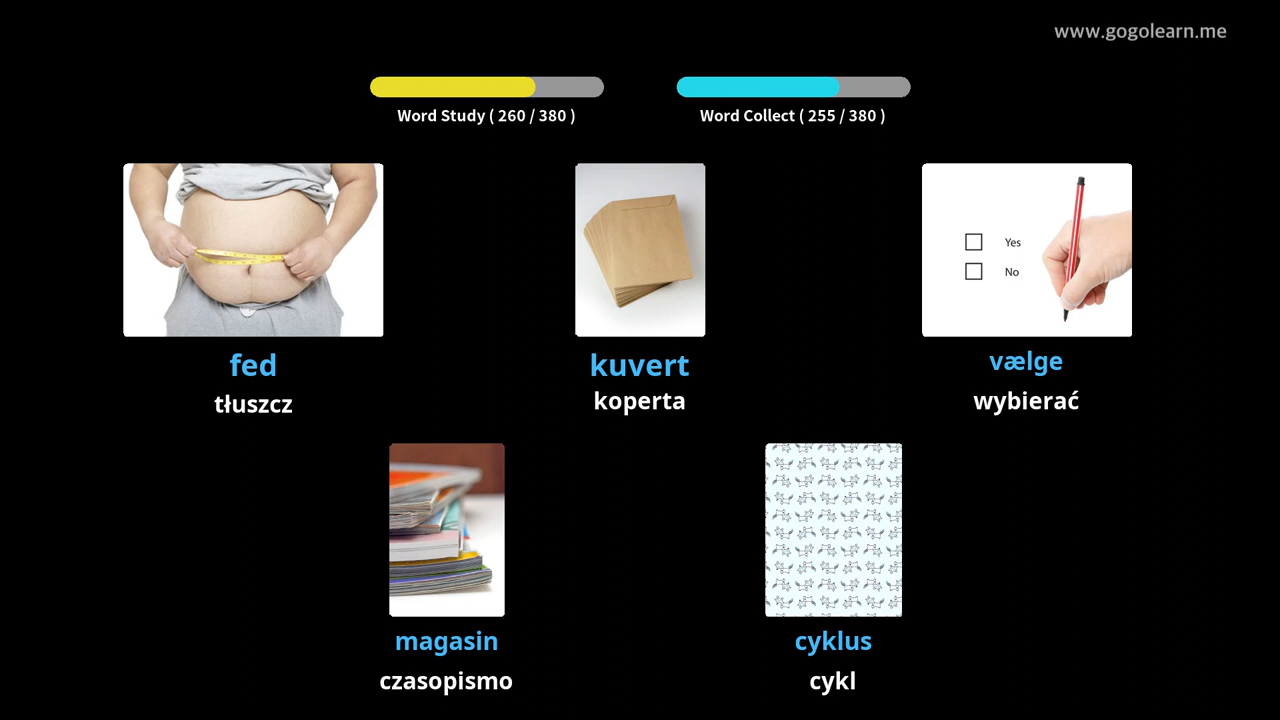 www.gogolearn.me
Word Study ( 260 / 380 )
Word Collect ( 255 / 380 )
Yes
No
fed
tłuszcz
kuvert
koperta
vælge
wybierać
magasin
czasopismo
cyklus
cykl